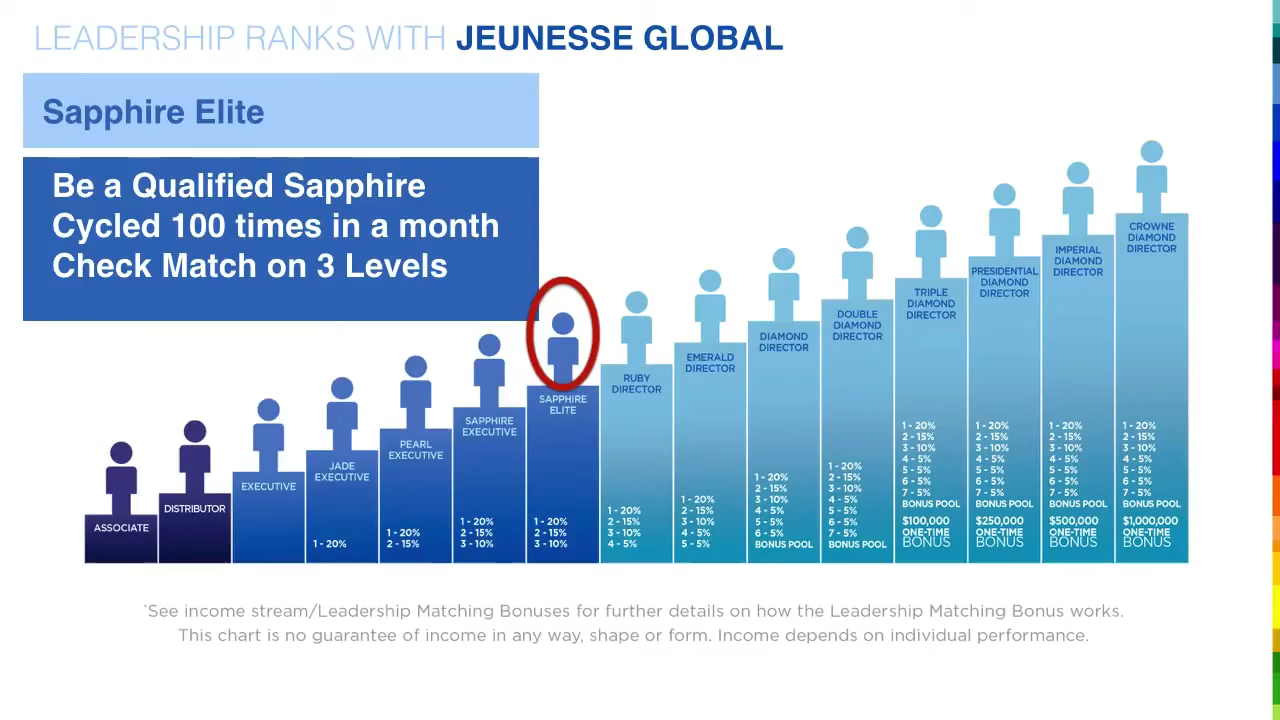 LEADERSHIP RANKS WITH JEUNESSE GLOBAL
Sapphire Elite
Be a Qualified Sapphire
Cycled 100 times in a month
Check Match on 3 Levels
ASSOCIATE
DISTRIBUTOR
EXECUTIVE
JADE
EXECUTIVE
1 - 20%
PEARL
EXECUTIVE
1 - 20%
2 - 15%
SAPPHIRE
EXECUTIVE
1 - 20%
2 - 15%
3 - 10%
SAPPHIRE
ELITE
1 - 20%
2 - 15%
3 - 10%
RUBY
DIRECTOR
1 - 20%
2 - 15%
3 - 10%
4 - 5%
EMERALD
DIRECTOR
1 - 20%
2 - 15%
3 - 10%
4 - 5%
5 - 5%
DIAMOND
DIRECTOR
1 - 20%
2 - 15%
3 - 10%
4 - 5%
5 - 5%
6 - 5%
BONUS POOL
DOUBLE
DIAMOND
DIRECTOR
1 - 20%
2 - 15%
3 - 10%
4 - 5%
5 - 5%
6 - 5%
7 - 5%
BONUS POOL
TRIPLE
DIAMOND
DIRECTOR
1 - 20%
2 - 15%
3 - 10%
4 - 5%
5 - 5%
6 - 5%
7 - 5%
BONUS POOL
$100,000
ONE-TIME
BONUS
PRESIDENTIAL
DIAMOND
DIRECTOR
1 - 20%
2 - 15%
3 - 10%
4 - 5%
5 - 5%
6 - 5%
7 - 5%
BONUS POOL
$250,000
ONE-TIME
BONUS
IMPERIAL
DIAMOND
DIRECTOR
1 - 20%
2 - 15%
3 - 10%
4 - 5%
5 - 5%
6 - 5%
7 - 5%
BONUS POOL
$500,000
ONE-TIME
BONUS
CROWNE
DIAMOND
DIRECTOR
1 - 20%
2 - 15%
3 - 10%
4 - 5%
5 - 5%
6 - 5%
7 - 5%
BONUS POOL
$1,000,000
ONE-TIME
BONUS
*See income stream/Leadership Matching Bonuses for further details on how the Leadership Matching Bonus works.
This chart is no guarantee of income in any way, shape or form. Income depends on individual performance.